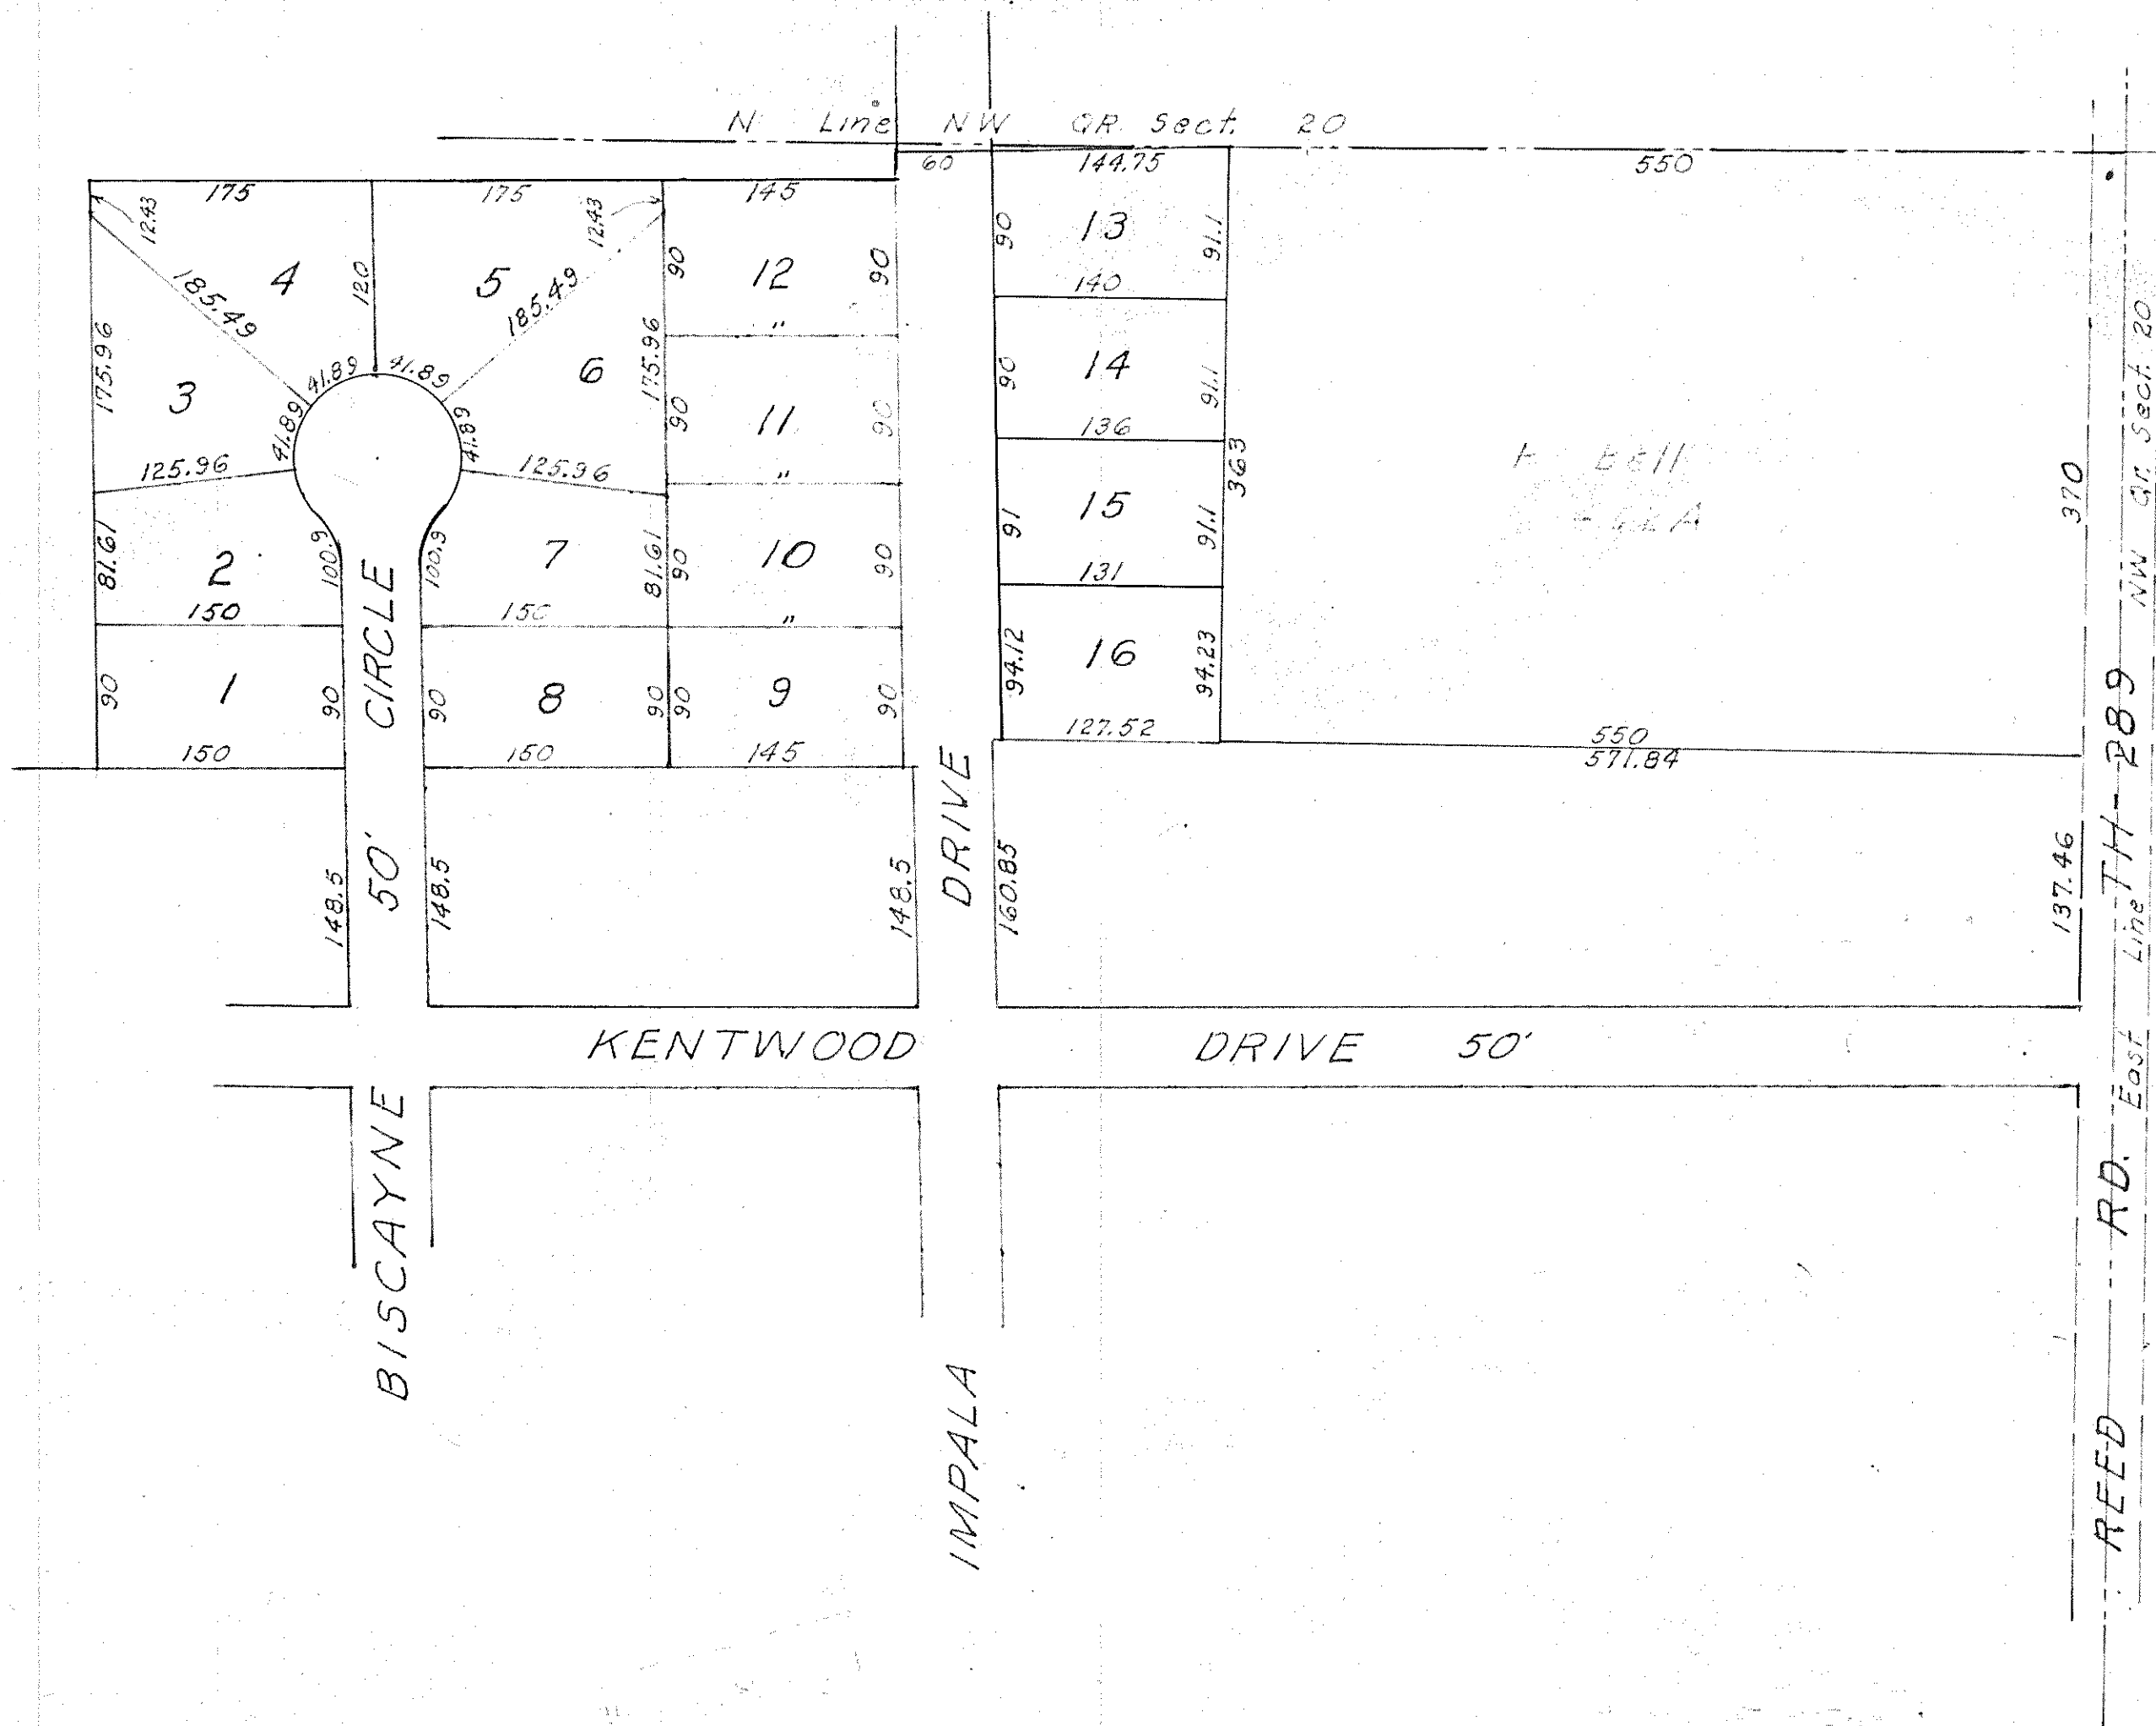 N Line NW QR. Sect. 20
60 144.75 550
175 175 145
12.43 12.43
90 13 91.1
4 120 5 90 12 90
185.49 185.49
140
"
175.96 3 41.89 41.89 6 175.96
90 14 91.1
41.89 41.89 90 11 90
136
125.96 125.96
"
363
Bell
A
370
91 15 91.1
81.61 2 100.9 100.9 7 81.61 90 10 90
131
150 150
"
94.12 16 94.23
90 1 90 90 8 90 90 9 90
127.52
550
571.84
150 150 145
148.5 148.5 148.5 160.85 137.46
BISCAYNE 50' CIRCLE
IMPALA DRIVE
KENTWOOD DRIVE 50'
REED RD. TH-289
East Line NW Qr. Sect. 20